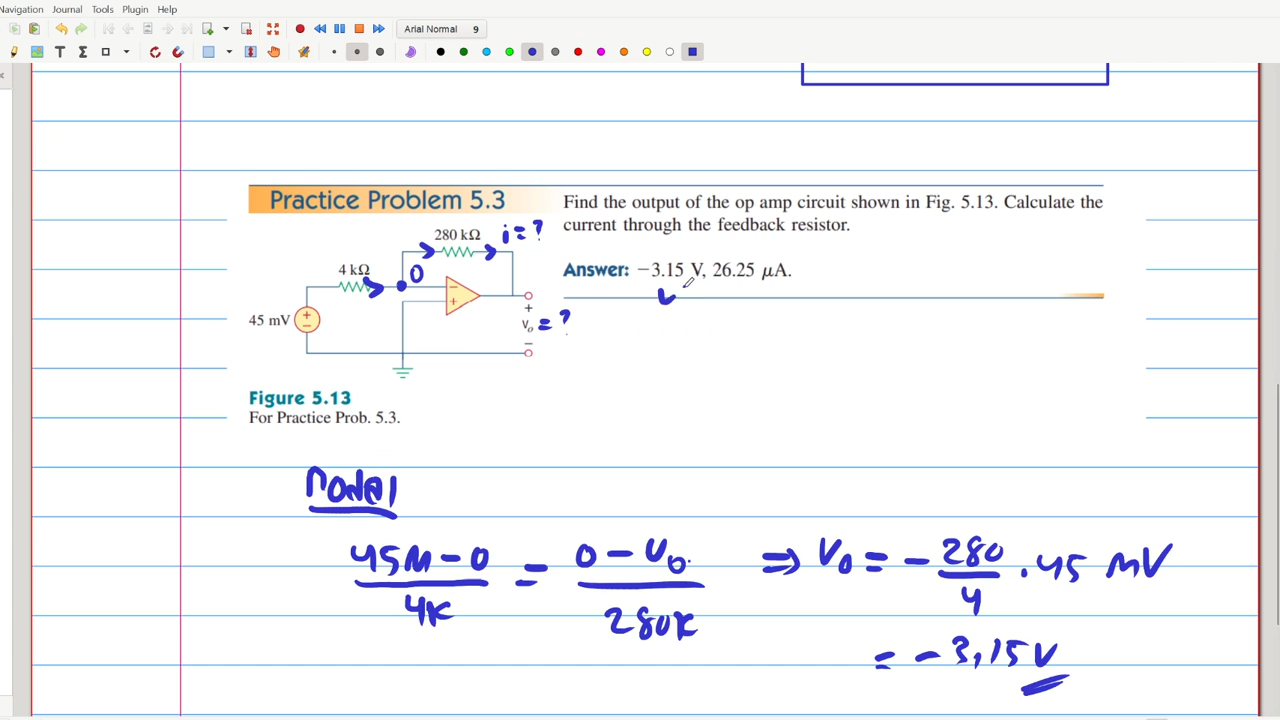 Navigation Journal Tools Plugin Help
Arial Normal 9
Practice Problem 5.3
Find the output of the op amp circuit shown in Fig. 5.13. Calculate the
current through the feedback resistor.
Answer: −3.15 V, 26.25 μA.
280 kΩ
i = ?
4 kΩ
0
−
+
45 mV
+
−
+
Vo = ?
−
Figure 5.13
For Practice Prob. 5.3.
Nodal
45m − 0 / 4k = 0 − Vo / 280k ⇒ Vo = − 280 / 4 . 45 mV
= − 3,15 V